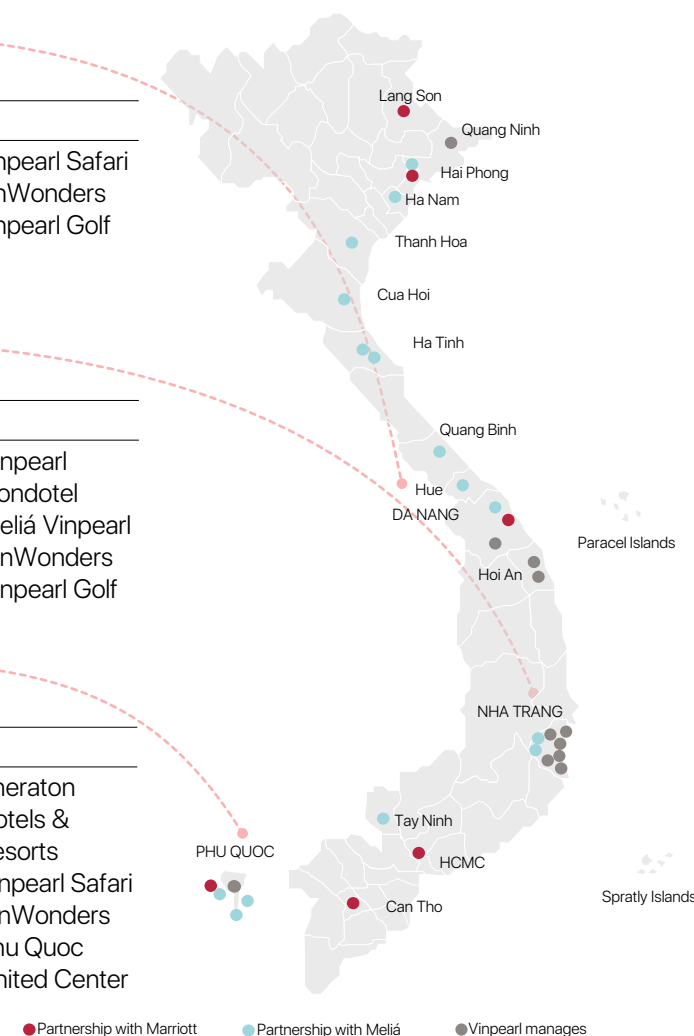 Lang Son
Quang Ninh
Hai Phong
Ha Nam
Thanh Hoa
Cua Hoi
Ha Tinh
Quang Binh
Hue
DA NANG
Hoi An
Paracel Islands
NHA TRANG
Tay Ninh
HCMC
Can Tho
PHU QUOC
Spratly Islands
npearl Safari
nWonders
npearl Golf
npearl
ondotel
eliá Vinpearl
nWonders
npearl Golf
heraton
otels &
esorts
npearl Safari
nWonders
hu Quoc
nited Center
Partnership with Marriott
Partnership with Meliá
Vinpearl manages